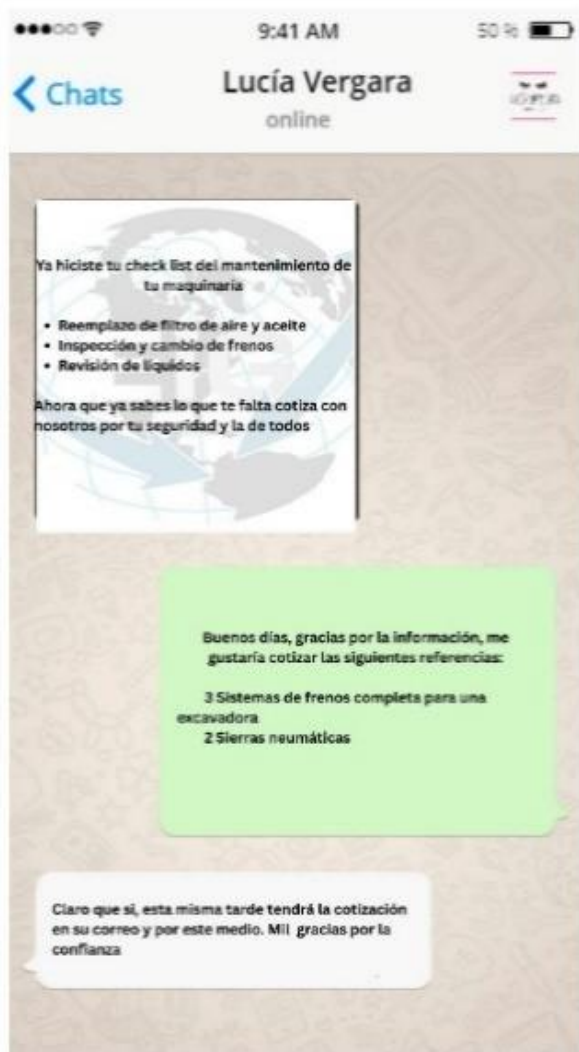 9:41 AM
50 %
Chats
Lucía Vergara
online
Ya hiciste tu check list del mantenimiento de
tu maquinaria
• Reemplazo de filtro de aire y aceite
• Inspección y cambio de frenos
• Revisión de líquidos
Ahora que ya sabes lo que te falta cotiza con
nosotros por tu seguridad y la de todos
Buenos días, gracias por la información, me
gustaría cotizar las siguientes referencias:
3 Sistemas de frenos completa para una
excavadora
2 Sierras neumáticas
Claro que si, esta misma tarde tendrá la cotización
en su correo y por este medio. Mil gracias por la
confianza